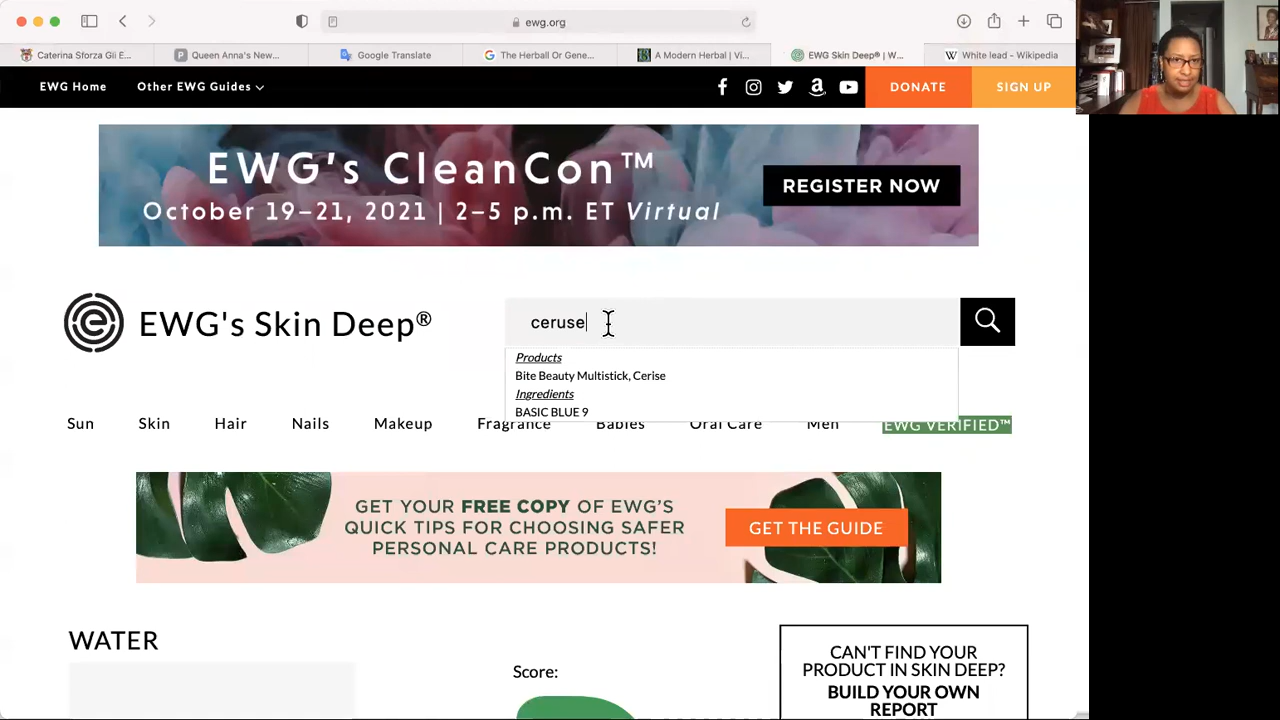 ewg.org
Caterina Sforza Gli E...
Queen Anna's New...
Google Translate
The Herball Or Gene...
A Modern Herbal | Vi...
EWG Skin Deep® | W...
White lead - Wikipedia
EWG Home
Other EWG Guides
DONATE
SIGN UP
EWG's CleanCon™
October 19–21, 2021 | 2–5 p.m. ET Virtual
REGISTER NOW
EWG's Skin Deep®
ceruse
Products
Bite Beauty Multistick, Cerise
Ingredients
BASIC BLUE 9
Sun Skin Hair Nails Makeup Fragrance Babies Oral Care Men EWG VERIFIED™
GET YOUR FREE COPY OF EWG'S
QUICK TIPS FOR CHOOSING SAFER
PERSONAL CARE PRODUCTS!
GET THE GUIDE
WATER
Score:
CAN'T FIND YOUR
PRODUCT IN SKIN DEEP?
BUILD YOUR OWN
REPORT